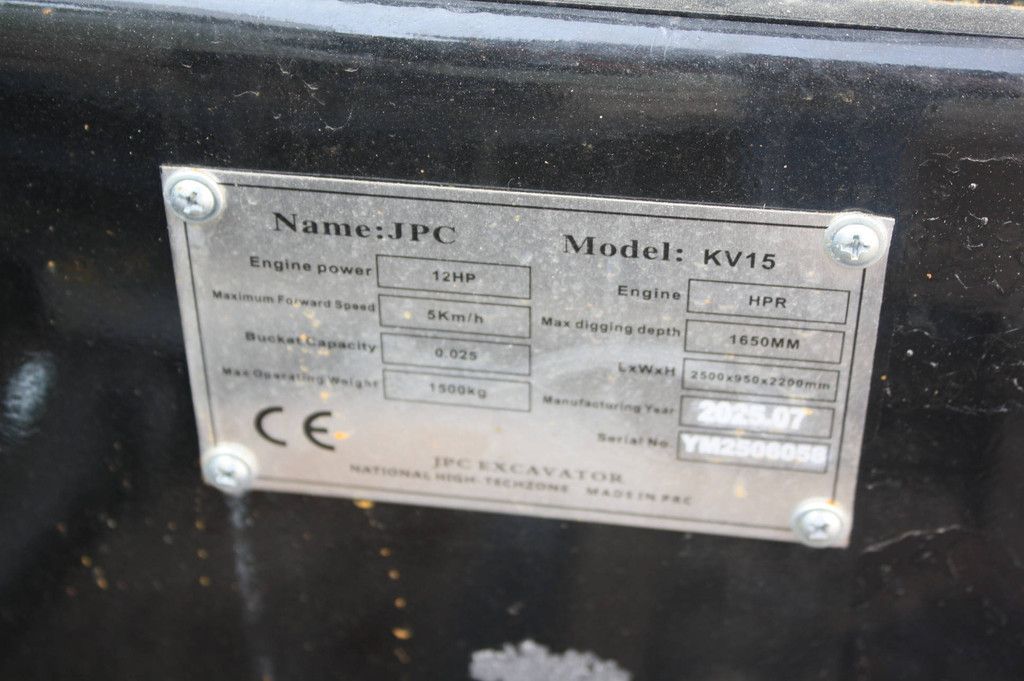 Name:JPC Model: KV15
Engine power 12HP Engine HPR
Maximum Forward Speed 5Km/h Max digging depth 1650MM
Bucket Capacity 0.025 LxWxH 2500x950x2200mm
Max Operating Weight 1500kg Manufacturing Year 2025.07
Serial No. YM2506058
CE
JPC EXCAVATOR
NATIONAL HIGH-TECHZONE MADE IN PRC